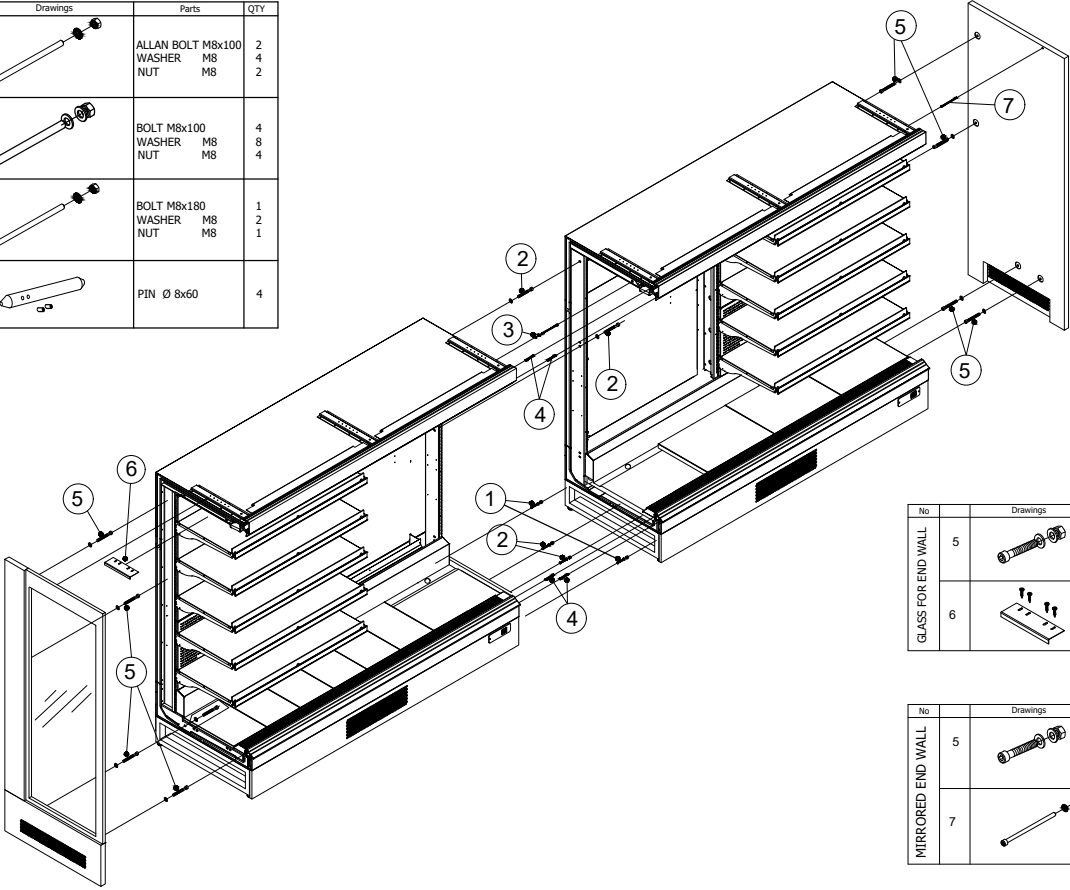 Drawings Parts QTY
ALLAN BOLT M8x100 2
WASHER M8 4
NUT M8 2
BOLT M8x100 4
WASHER M8 8
NUT M8 4
BOLT M8x180 1
WASHER M8 2
NUT M8 1
PIN Ø 8x60 4
5
7
2
3
2
4
5
6
5
1
2
4
5
No Drawings
GLASS FOR END WALL
5
6
No Drawings
MIRRORED END WALL
5
7